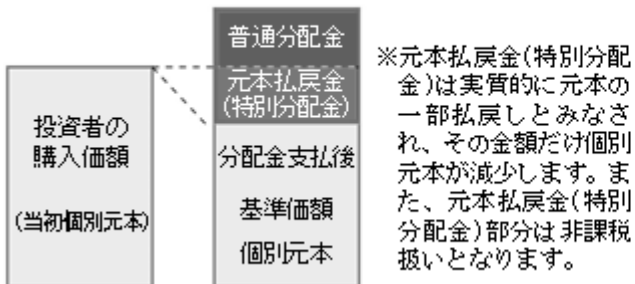 普通分配金
元本払戻金
(特別分配金)
投資者の
購入価額
(当初個別元本)
分配金支払後
基準価額
個別元本
※元本払戻金(特別分配
金)は実質的に元本の
一部払戻しとみなさ
れ、その金額だけ個別
元本が減少します。ま
た、元本払戻金(特別
分配金)部分は非課税
扱いとなります。